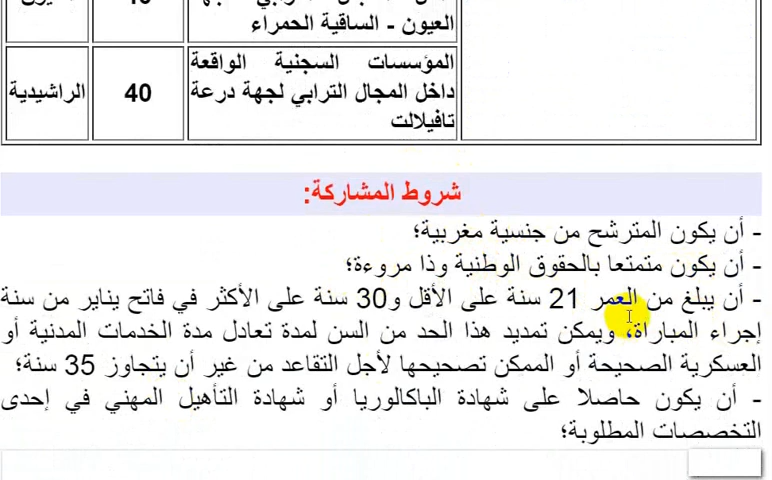 العيون - الساقية الحمراء
المؤسسات السجنية الواقعة
داخل المجال الترابي لجهة درعة
تافيلالت
40
الراشيدية
شروط المشاركة:
- أن يكون المترشح من جنسية مغربية؛
- أن يكون متمتعا بالحقوق الوطنية وذا مروءة؛
- أن يبلغ من العمر 21 سنة على الأقل و30 سنة على الأكثر في فاتح يناير من سنة
إجراء المباراة، ويمكن تمديد هذا الحد من السن لمدة تعادل مدة الخدمات المدنية أو
العسكرية الصحيحة أو الممكن تصحيحها لأجل التقاعد من غير أن يتجاوز 35 سنة؛
- أن يكون حاصلا على شهادة الباكالوريا أو شهادة التأهيل المهني في إحدى
التخصصات المطلوبة؛